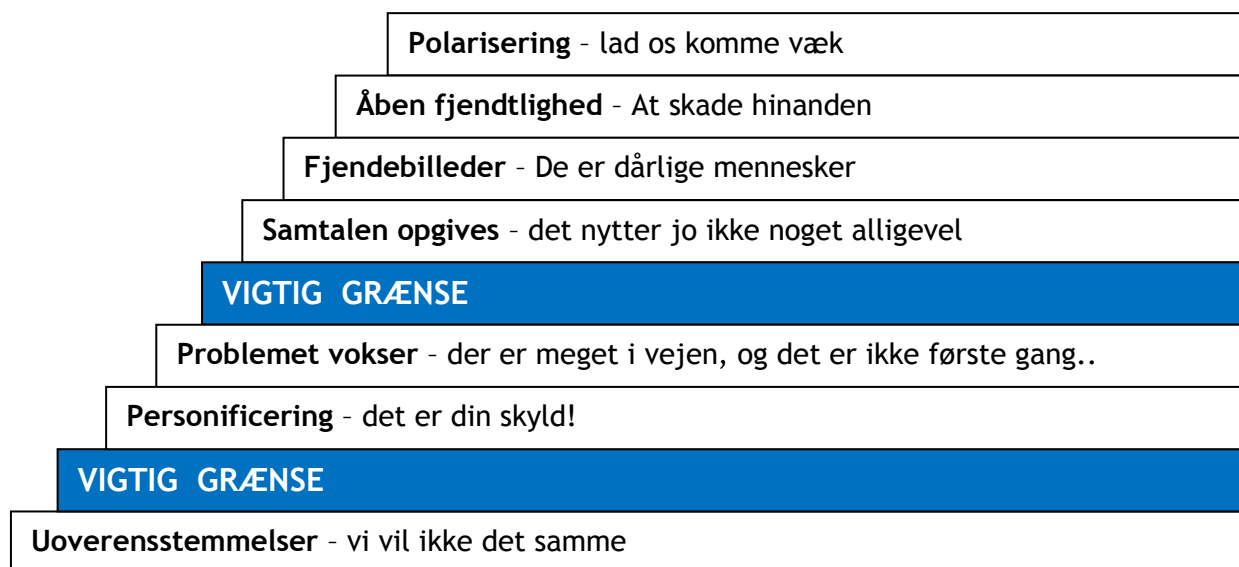 Polarisering – lad os komme væk
Åben fjendtlighed – At skade hinanden
Fjendebilleder – De er dårlige mennesker
Samtalen opgives – det nytter jo ikke noget alligevel
VIGTIG GRÆNSE
Problemet vokser – der er meget i vejen, og det er ikke første gang..
Personificering – det er din skyld!
VIGTIG GRÆNSE
Uoverensstemmelser – vi vil ikke det samme